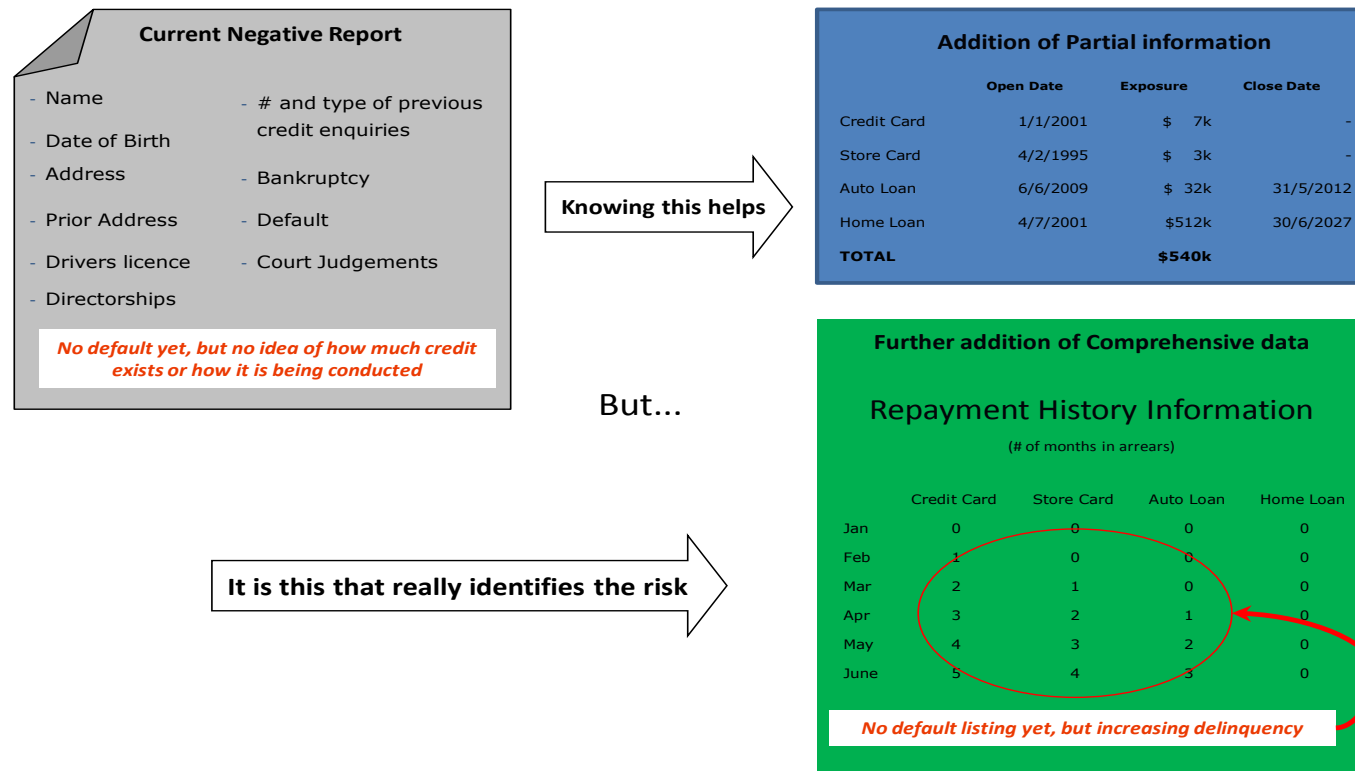 Current Negative Report
- Name
- Date of Birth
- Address
- Prior Address
- Drivers licence
- Directorships
- # and type of previous
credit enquiries
- Bankruptcy
- Default
- Court Judgements
No default yet, but no idea of how much credit
exists or how it is being conducted
Knowing this helps
Addition of Partial information
Open Date Exposure Close Date
Credit Card 1/1/2001 $ 7k -
Store Card 4/2/1995 $ 3k -
Auto Loan 6/6/2009 $ 32k 31/5/2012
Home Loan 4/7/2001 $512k 30/6/2027
TOTAL $540k
But...
It is this that really identifies the risk
Further addition of Comprehensive data
Repayment History Information
(# of months in arrears)
Credit Card Store Card Auto Loan Home Loan
Jan 0 0 0 0
Feb 1 0 0 0
Mar 2 1 0 0
Apr 3 2 1 0
May 4 3 2 0
June 5 4 3 0
No default listing yet, but increasing delinquency